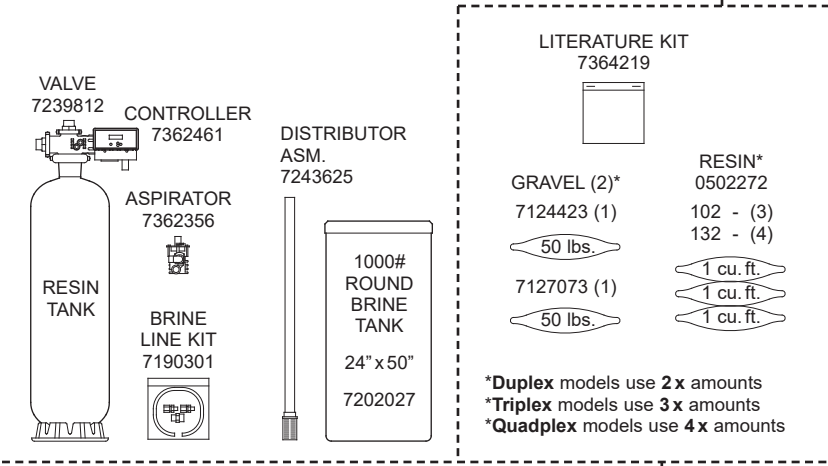 VALVE
7239812
CONTROLLER
7362461
ASPIRATOR
7362356
RESIN
TANK
BRINE
LINE KIT
7190301
DISTRIBUTOR
ASM.
7243625
1000#
ROUND
BRINE
TANK
24” x 50”
7202027
LITERATURE KIT
7364219
GRAVEL (2)*
7124423 (1)
50 lbs.
7127073 (1)
50 lbs.
RESIN*
0502272
102 - (3)
132 - (4)
1 cu. ft.
1 cu. ft.
1 cu. ft.
*Duplex models use 2 x amounts
*Triplex models use 3 x amounts
*Quadplex models use 4 x amounts